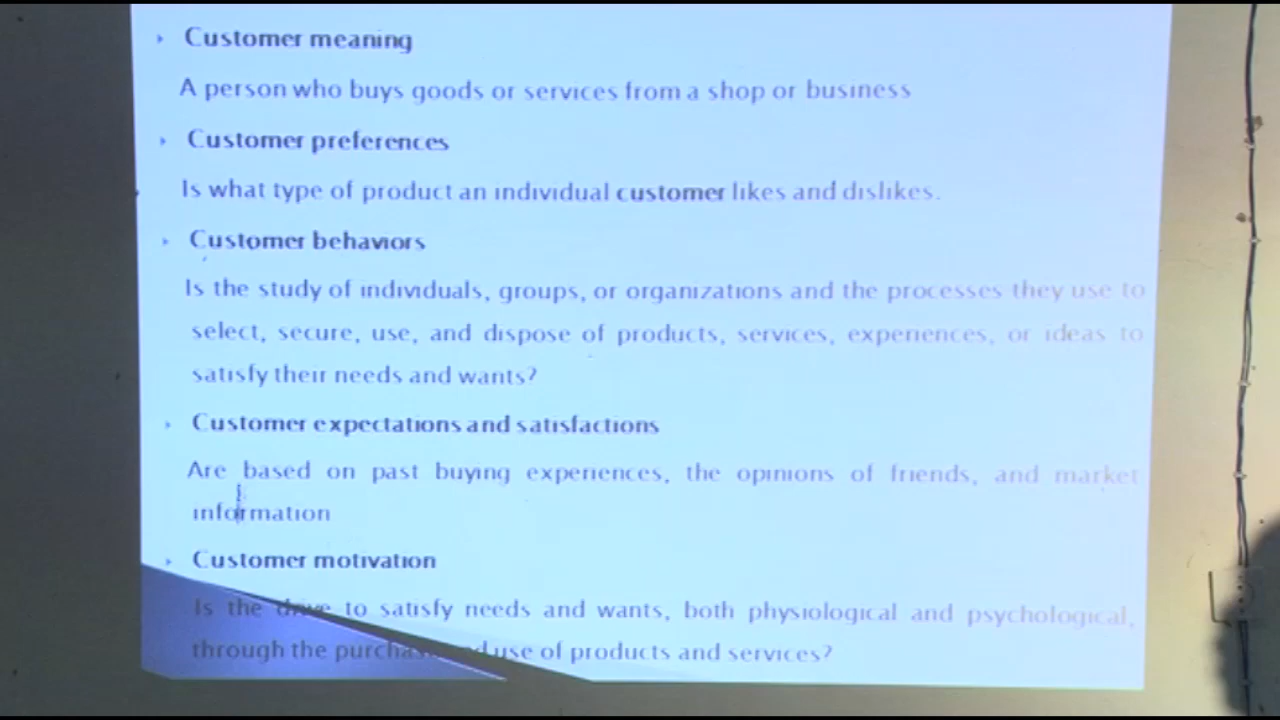 Customer meaning
A person who buys goods or services from a shop or business
Customer preferences
Is what type of product an individual customer likes and dislikes.
Customer behaviors
Is the study of individuals, groups, or organizations and the processes they use to
select, secure, use, and dispose of products, services, experiences, or ideas to
satisfy their needs and wants?
Customer expectations and satisfactions
Are based on past buying experiences, the opinions of friends, and market
information
Customer motivation
Is the drive to satisfy needs and wants, both physiological and psychological,
through the purchase and use of products and services?